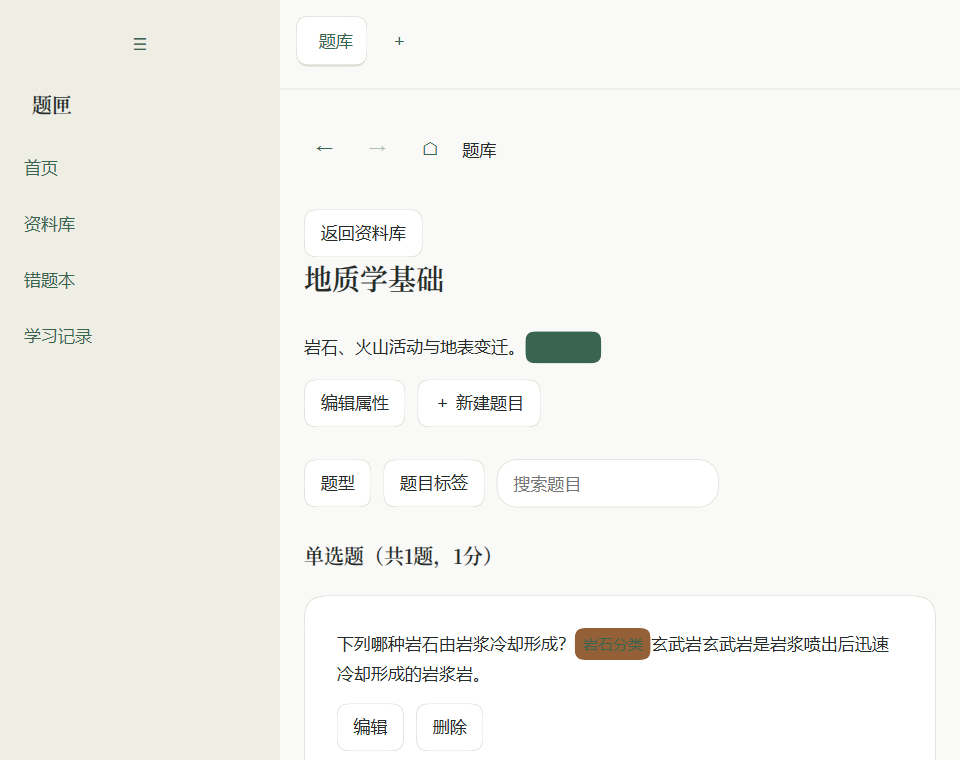 ☰
题库
+
题匣
首页
资料库
错题本
学习记录
← → 题库
返回资料库
地质学基础
岩石、火山活动与地表变迁。
编辑属性
+ 新建题目
题型
题目标签
搜索题目
单选题（共1题，1分）
下列哪种岩石由岩浆冷却形成？ 岩石分类 玄武岩玄武岩是岩浆喷出后迅速
冷却形成的岩浆岩。
编辑
删除